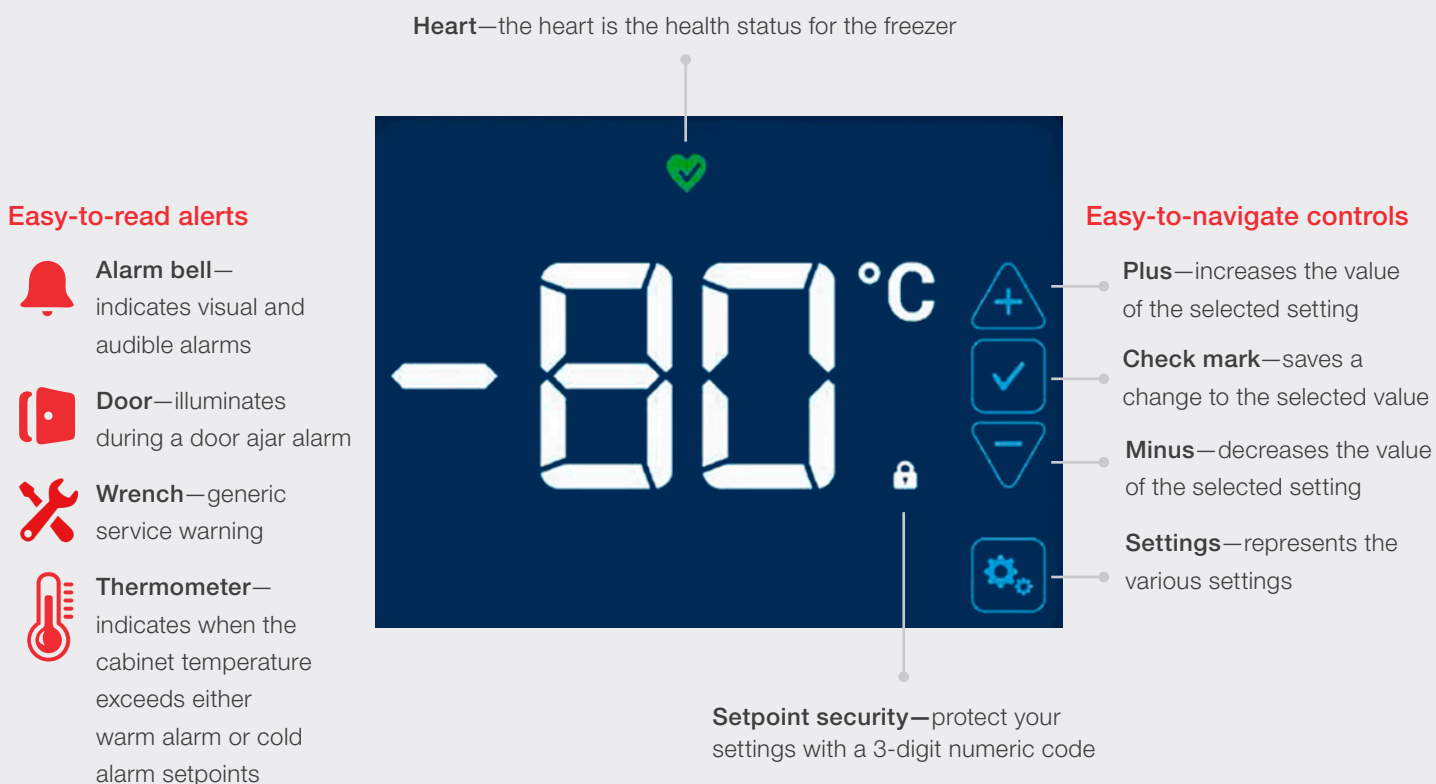 Heart—the heart is the health status for the freezer
Easy-to-read alerts
Alarm bell—
indicates visual and
audible alarms
Door—illuminates
during a door ajar alarm
Wrench—generic
service warning
Thermometer—
indicates when the
cabinet temperature
exceeds either
warm alarm or cold
alarm setpoints
-80 °C
Easy-to-navigate controls
Plus—increases the value
of the selected setting
Check mark—saves a
change to the selected value
Minus—decreases the value
of the selected setting
Settings—represents the
various settings
Setpoint security—protect your
settings with a 3-digit numeric code